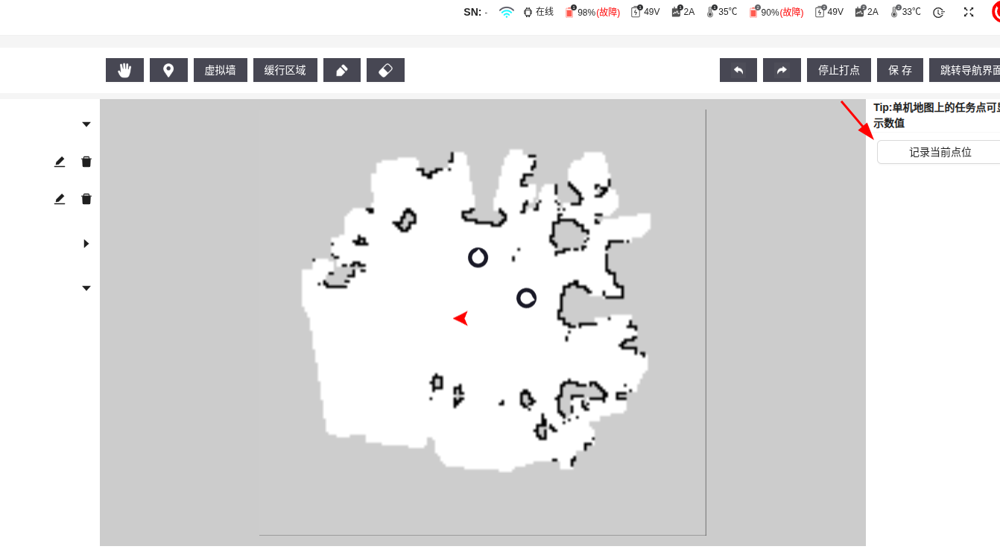 SN: - 在线 98%(故障) 49V 2A 35℃ 90%(故障) 49V 2A 33℃
虚拟墙 缓行区域 停止打点 保 存 跳转导航界面
Tip:单机地图上的任务点可显
示数值
记录当前点位